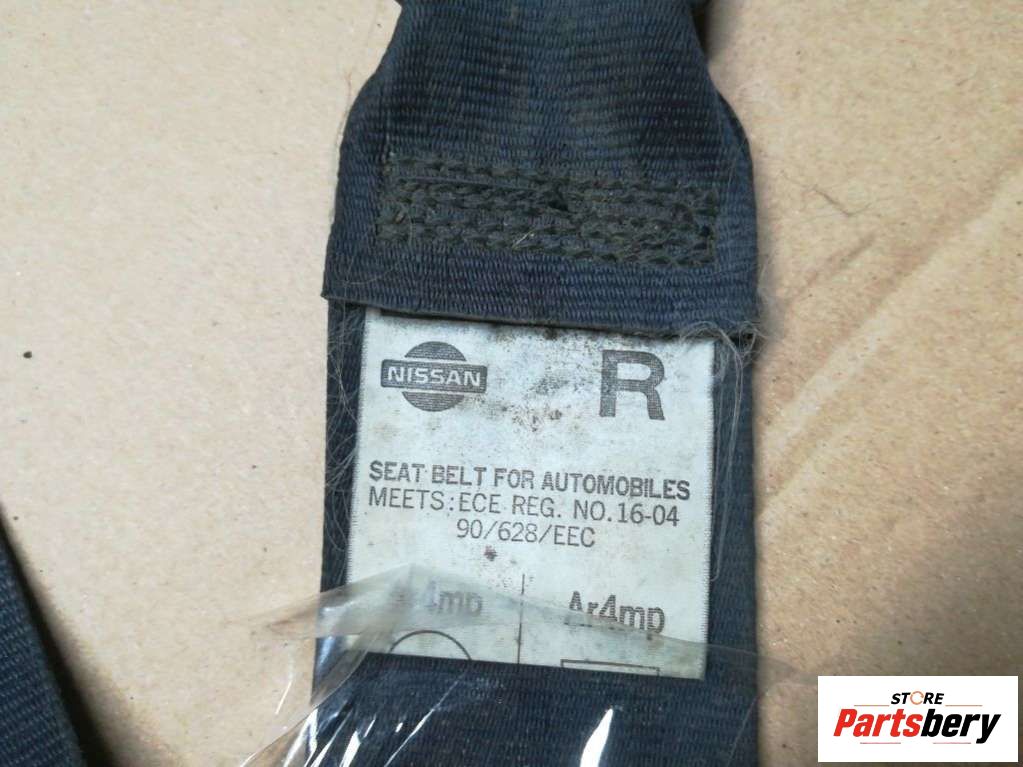 NISSAN
R
SEAT BELT FOR AUTOMOBILES
MEETS: ECE REG. NO.16-04
90/628/EEC
Ar4mp
STORE
Partsbery